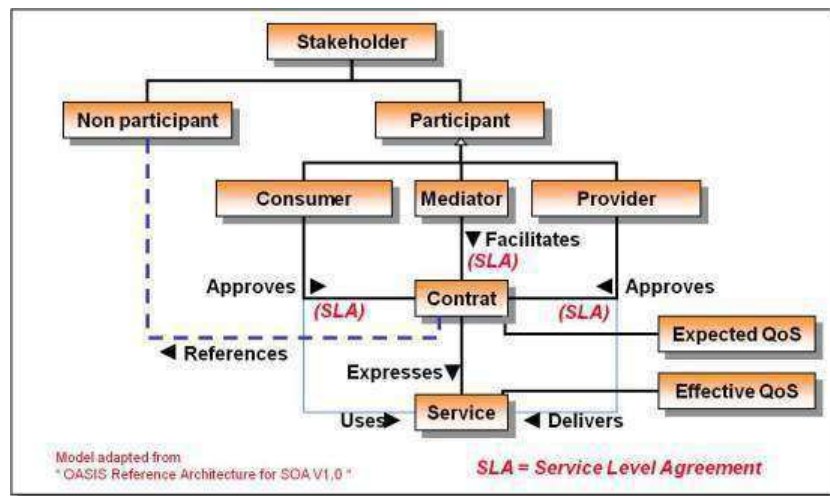 Stakeholder
Non participant
Participant
Consumer
Mediator
Provider
Facilitates
(SLA)
Approves
Approves
(SLA)
Contrat
(SLA)
References
Expected QoS
Expresses
Effective QoS
Uses
Service
Delivers
Model adapted from
" OASIS Reference Architecture for SOA V1.0 "
SLA = Service Level Agreement